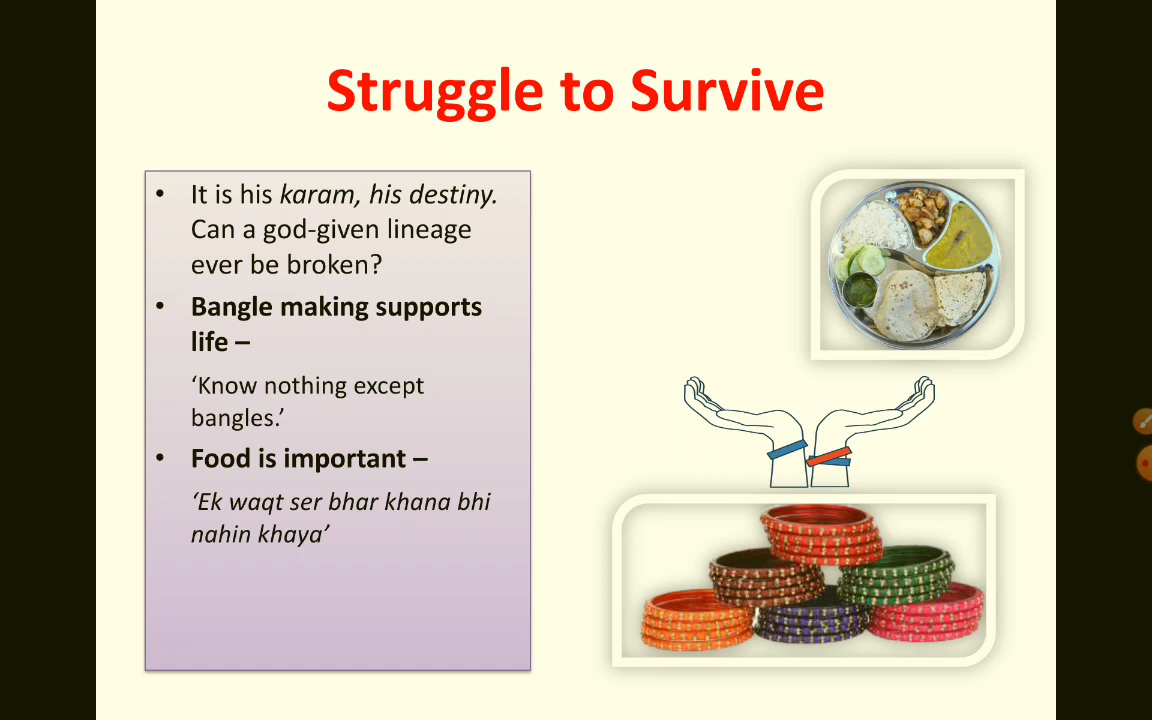 Struggle to Survive
• It is his karam, his destiny.
Can a god-given lineage
ever be broken?
• Bangle making supports
life –
‘Know nothing except
bangles.’
• Food is important –
‘Ek waqt ser bhar khana bhi
nahin khaya’